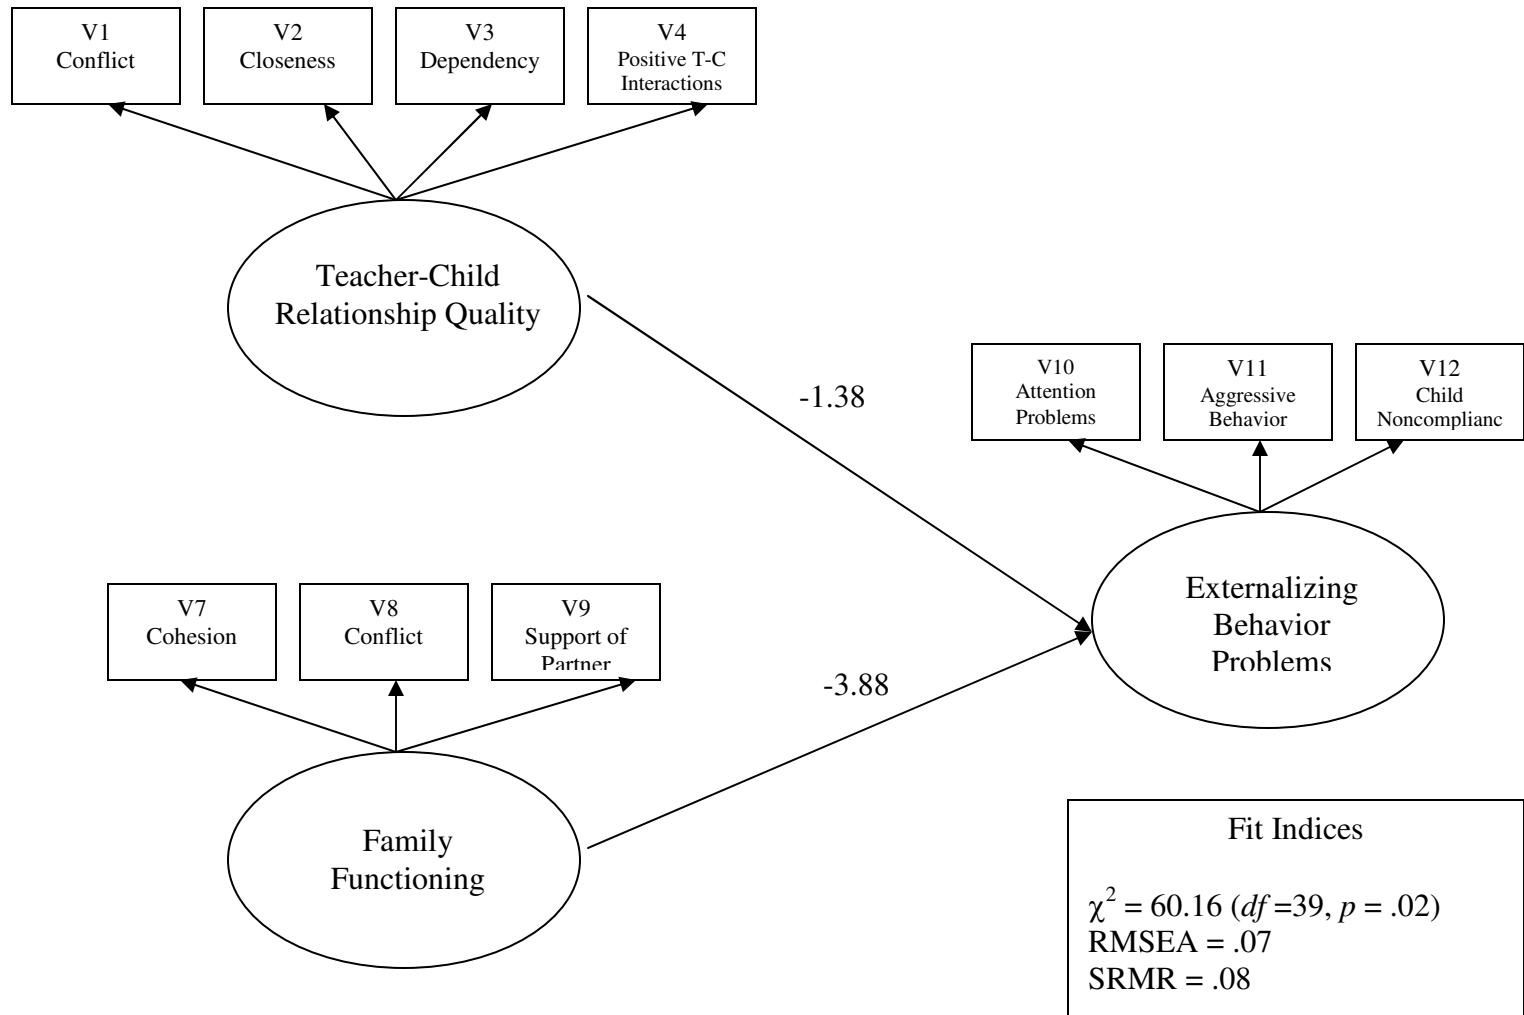 V1
Conflict
V2
Closeness
V3
Dependency
V4
Positive T-C
Interactions
Teacher-Child
Relationship Quality
-1.38
V10
Attention
Problems
V11
Aggressive
Behavior
V12
Child
Noncomplianc
V7
Cohesion
V8
Conflict
V9
Support of
Partner
-3.88
Externalizing
Behavior
Problems
Family
Functioning
Fit Indices
χ² = 60.16 (df =39, p = .02)
RMSEA = .07
SRMR = .08